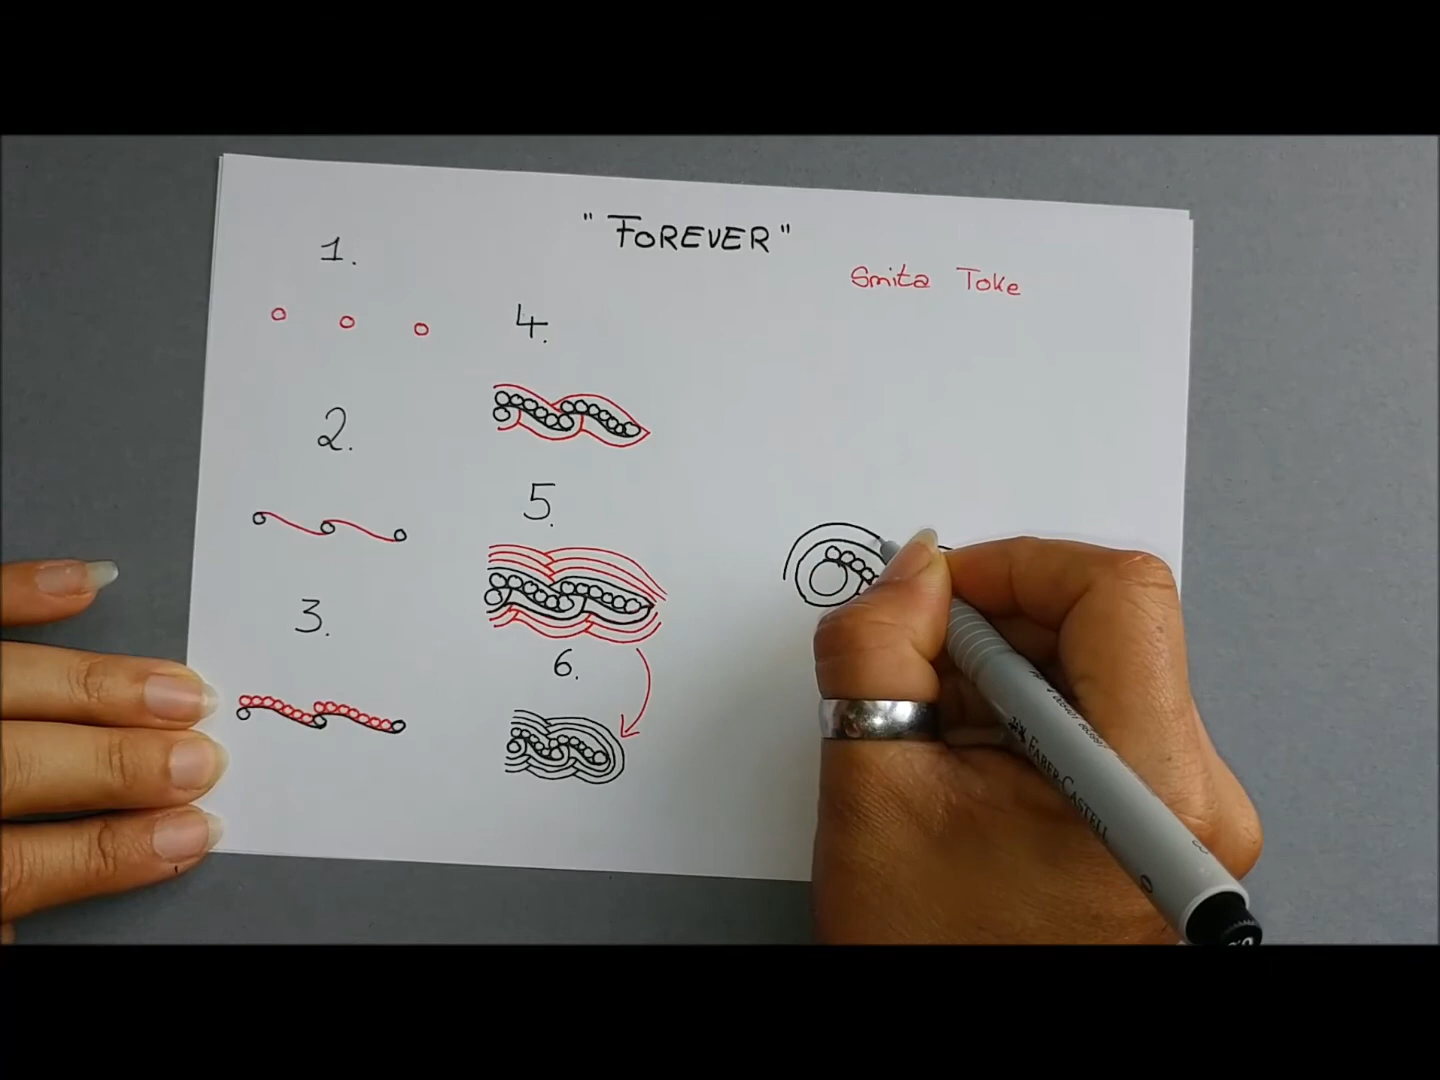 "FOREVER"
Smita Toke
1.
2.
3.
4.
5.
6.
FABER-CASTELL